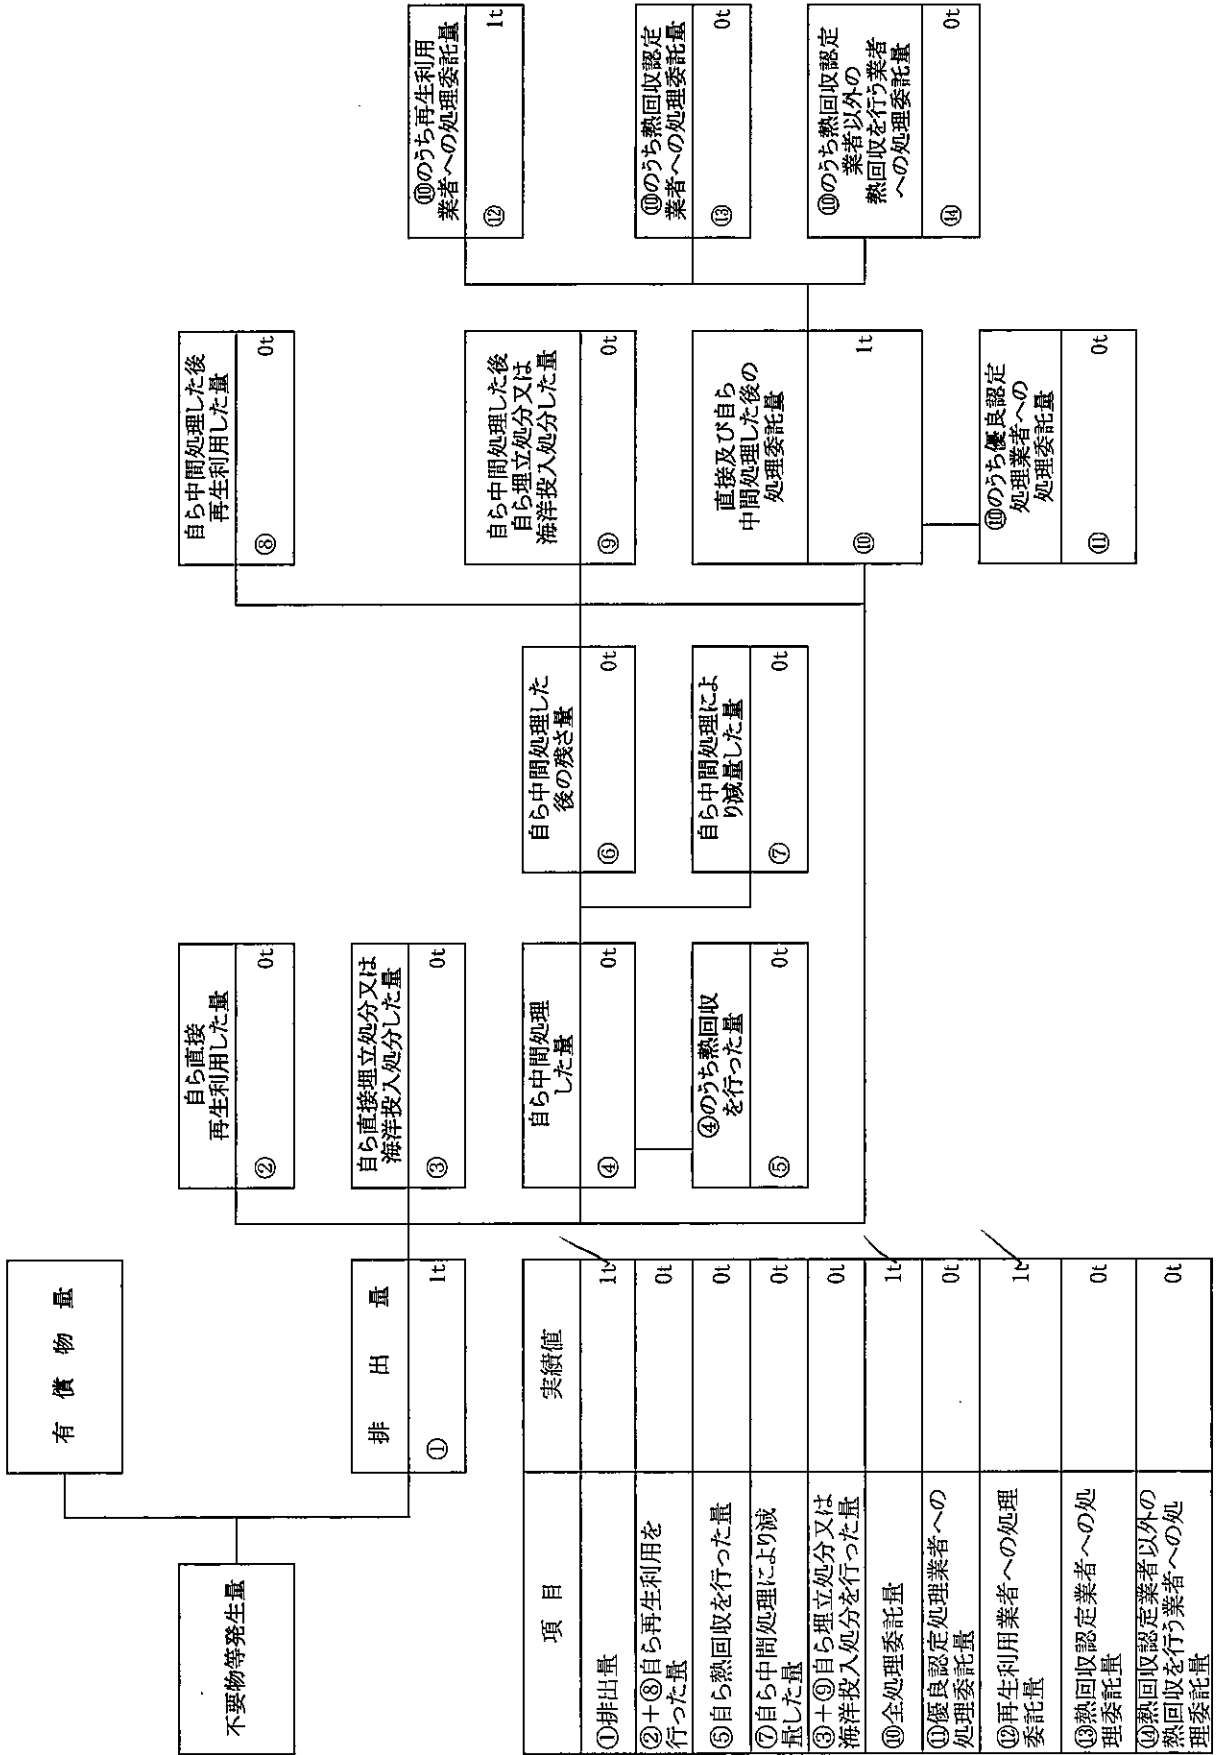 不要物等発生量
有償物量
排出量
① 1t
自ら直接
再生利用した量
② 0t
自ら直接埋立処分又は
海洋投入処分した量
③ 0t
自ら中間処理
した量
④ 0t
④のうち熱回収
を行った量
⑤ 0t
自ら中間処理した
後の残さ量
⑥ 0t
自ら中間処理によ
り減量した量
⑦ 0t
自ら中間処理した後
再生利用した量
⑧ 0t
自ら中間処理した後
自ら埋立処分又は
海洋投入処分した量
⑨ 0t
直接及び自ら
中間処理した後の
処理委託量
⑩ 1t
⑩のうち優良認定
処理業者への
処理委託量
⑪ 0t
⑩のうち再生利用
業者への処理委託量
⑫ 1t
⑩のうち熱回収認定
業者への処理委託量
⑬ 0t
⑩のうち熱回収認定
業者以外の
熱回収を行う業者
への処理委託量
⑭ 0t
項目 実績値
①排出量 1t
②+⑧自ら再生利用を
行った量 0t
⑤自ら熱回収を行った量 0t
⑦自ら中間処理により減
量した量 0t
③+⑨自ら埋立処分又は
海洋投入処分を行った量 0t
⑩全処理委託量 1t
⑪優良認定処理業者への
処理委託量 0t
⑫再生利用業者への処理
委託量 1t
⑬熱回収認定業者への処
理委託量 0t
⑭熱回収認定業者以外の
熱回収を行う業者への処
理委託量 0t